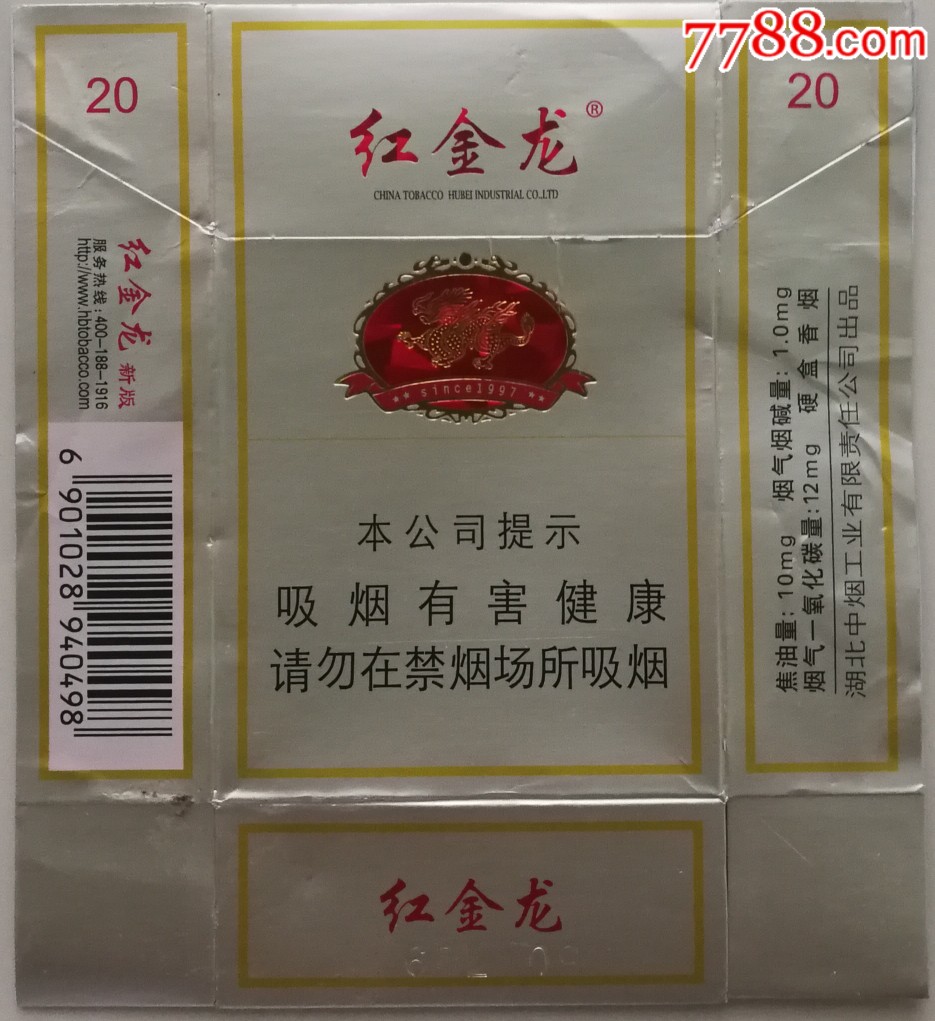 7788.com
20
红金龙®
CHINA TOBACCO HUBEI INDUSTRIAL CO.,LTD
20
红金龙 新版
服务热线:400-188-1916
http://www.hbtobacco.com
6 901028 940498
since1997
本公司提示
吸烟有害健康
请勿在禁烟场所吸烟
焦油量: 10mg 烟气烟碱量: 1.0mg
烟气一氧化碳量:12mg 硬盒香烟
湖北中烟工业有限责任公司出品
红金龙